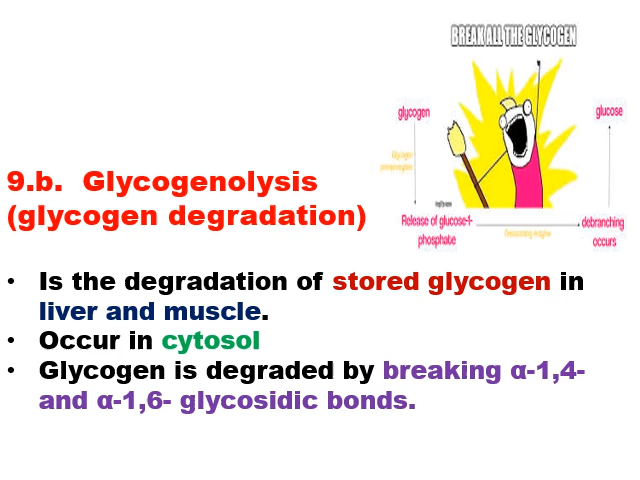 BREAK ALL THE GLYCOGEN
glycogen
glucose
9.b. Glycogenolysis
(glycogen degradation)
Release of glucose-1-
phosphate
debranching
occurs
• Is the degradation of stored glycogen in
liver and muscle.
• Occur in cytosol
• Glycogen is degraded by breaking α-1,4-
and α-1,6- glycosidic bonds.